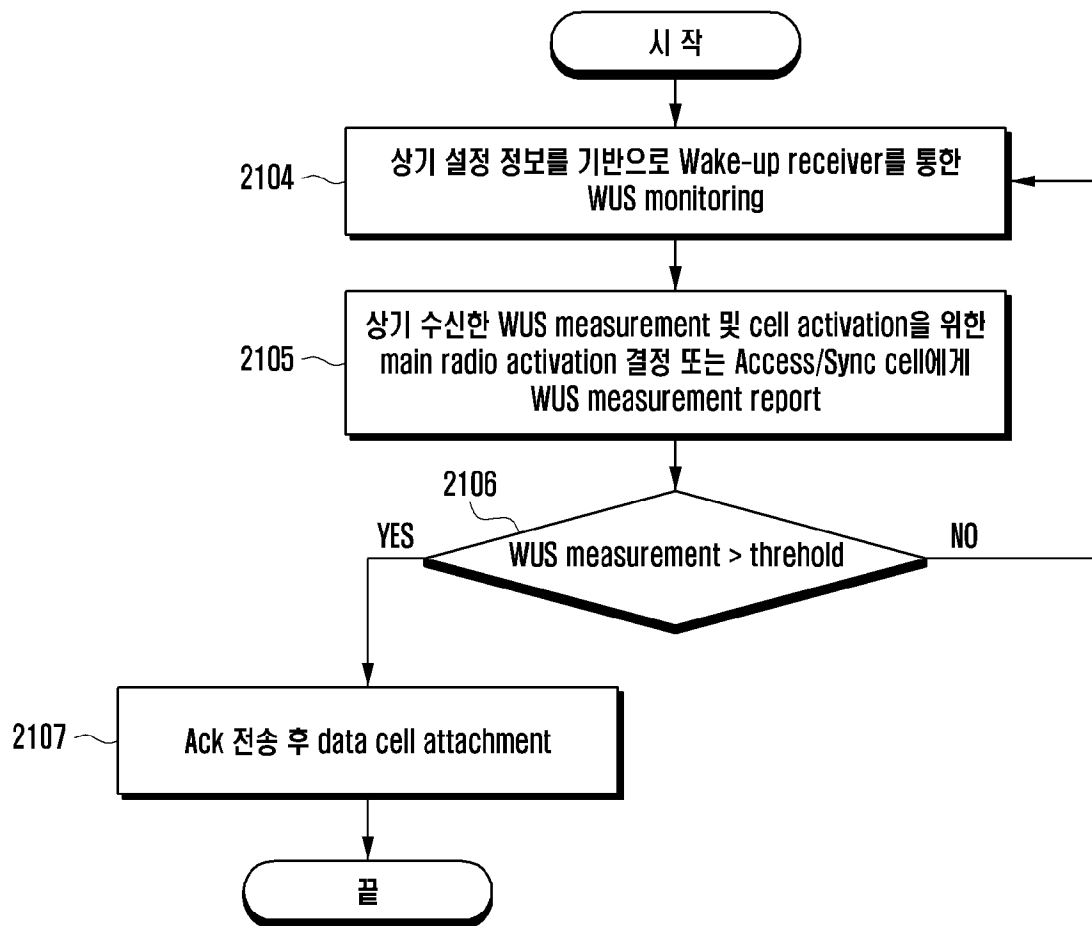 시 작
2104
상기 설정 정보를 기반으로 Wake-up receiver를 통한
WUS monitoring
2105
상기 수신한 WUS measurement 및 cell activation을 위한
main radio activation 결정 또는 Access/Sync cell에게
WUS measurement report
2106
YES
WUS measurement > threhold
NO
2107
Ack 전송 후 data cell attachment
끝